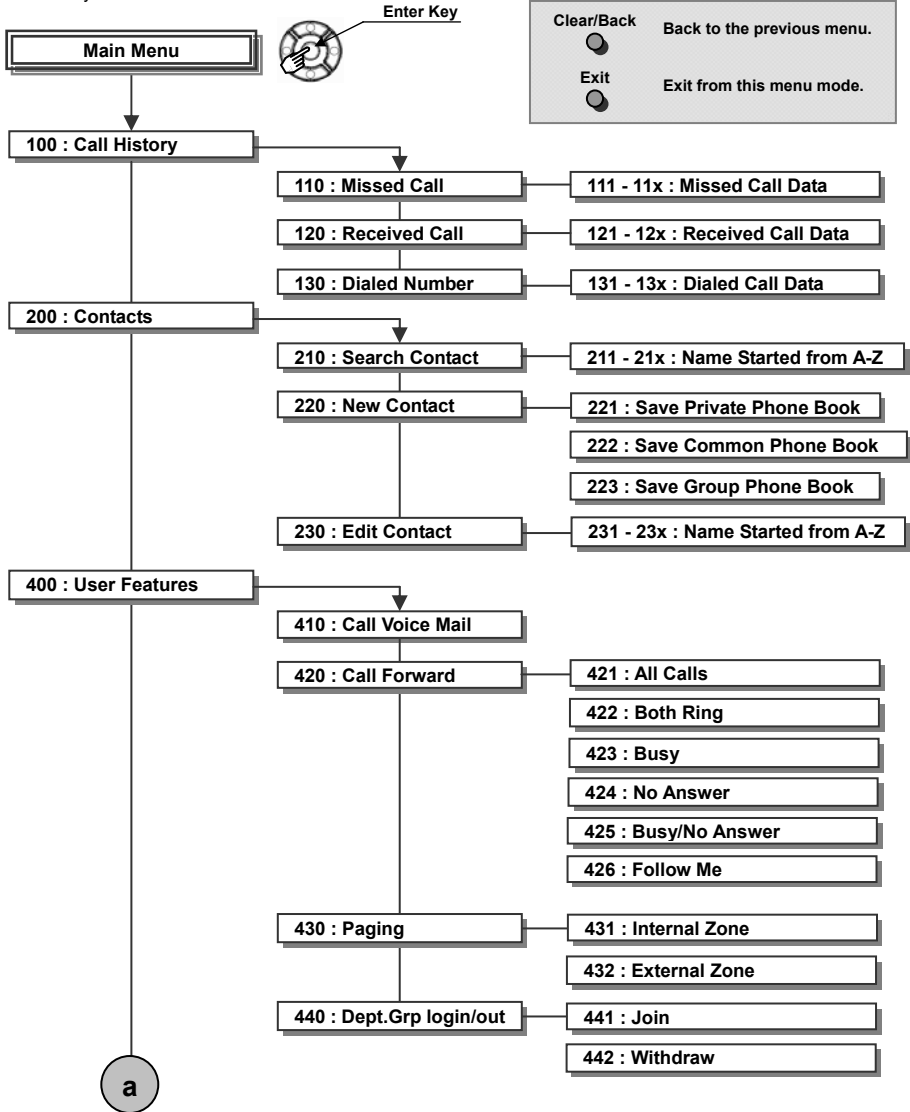 Enter Key
Main Menu
Clear/Back
Back to the previous menu.
Exit
Exit from this menu mode.
100 : Call History
110 : Missed Call
111 - 11x : Missed Call Data
120 : Received Call
121 - 12x : Received Call Data
130 : Dialed Number
131 - 13x : Dialed Call Data
200 : Contacts
210 : Search Contact
211 - 21x : Name Started from A-Z
220 : New Contact
221 : Save Private Phone Book
222 : Save Common Phone Book
223 : Save Group Phone Book
230 : Edit Contact
231 - 23x : Name Started from A-Z
400 : User Features
410 : Call Voice Mail
420 : Call Forward
421 : All Calls
422 : Both Ring
423 : Busy
424 : No Answer
425 : Busy/No Answer
426 : Follow Me
430 : Paging
431 : Internal Zone
432 : External Zone
440 : Dept.Grp login/out
441 : Join
442 : Withdraw
a